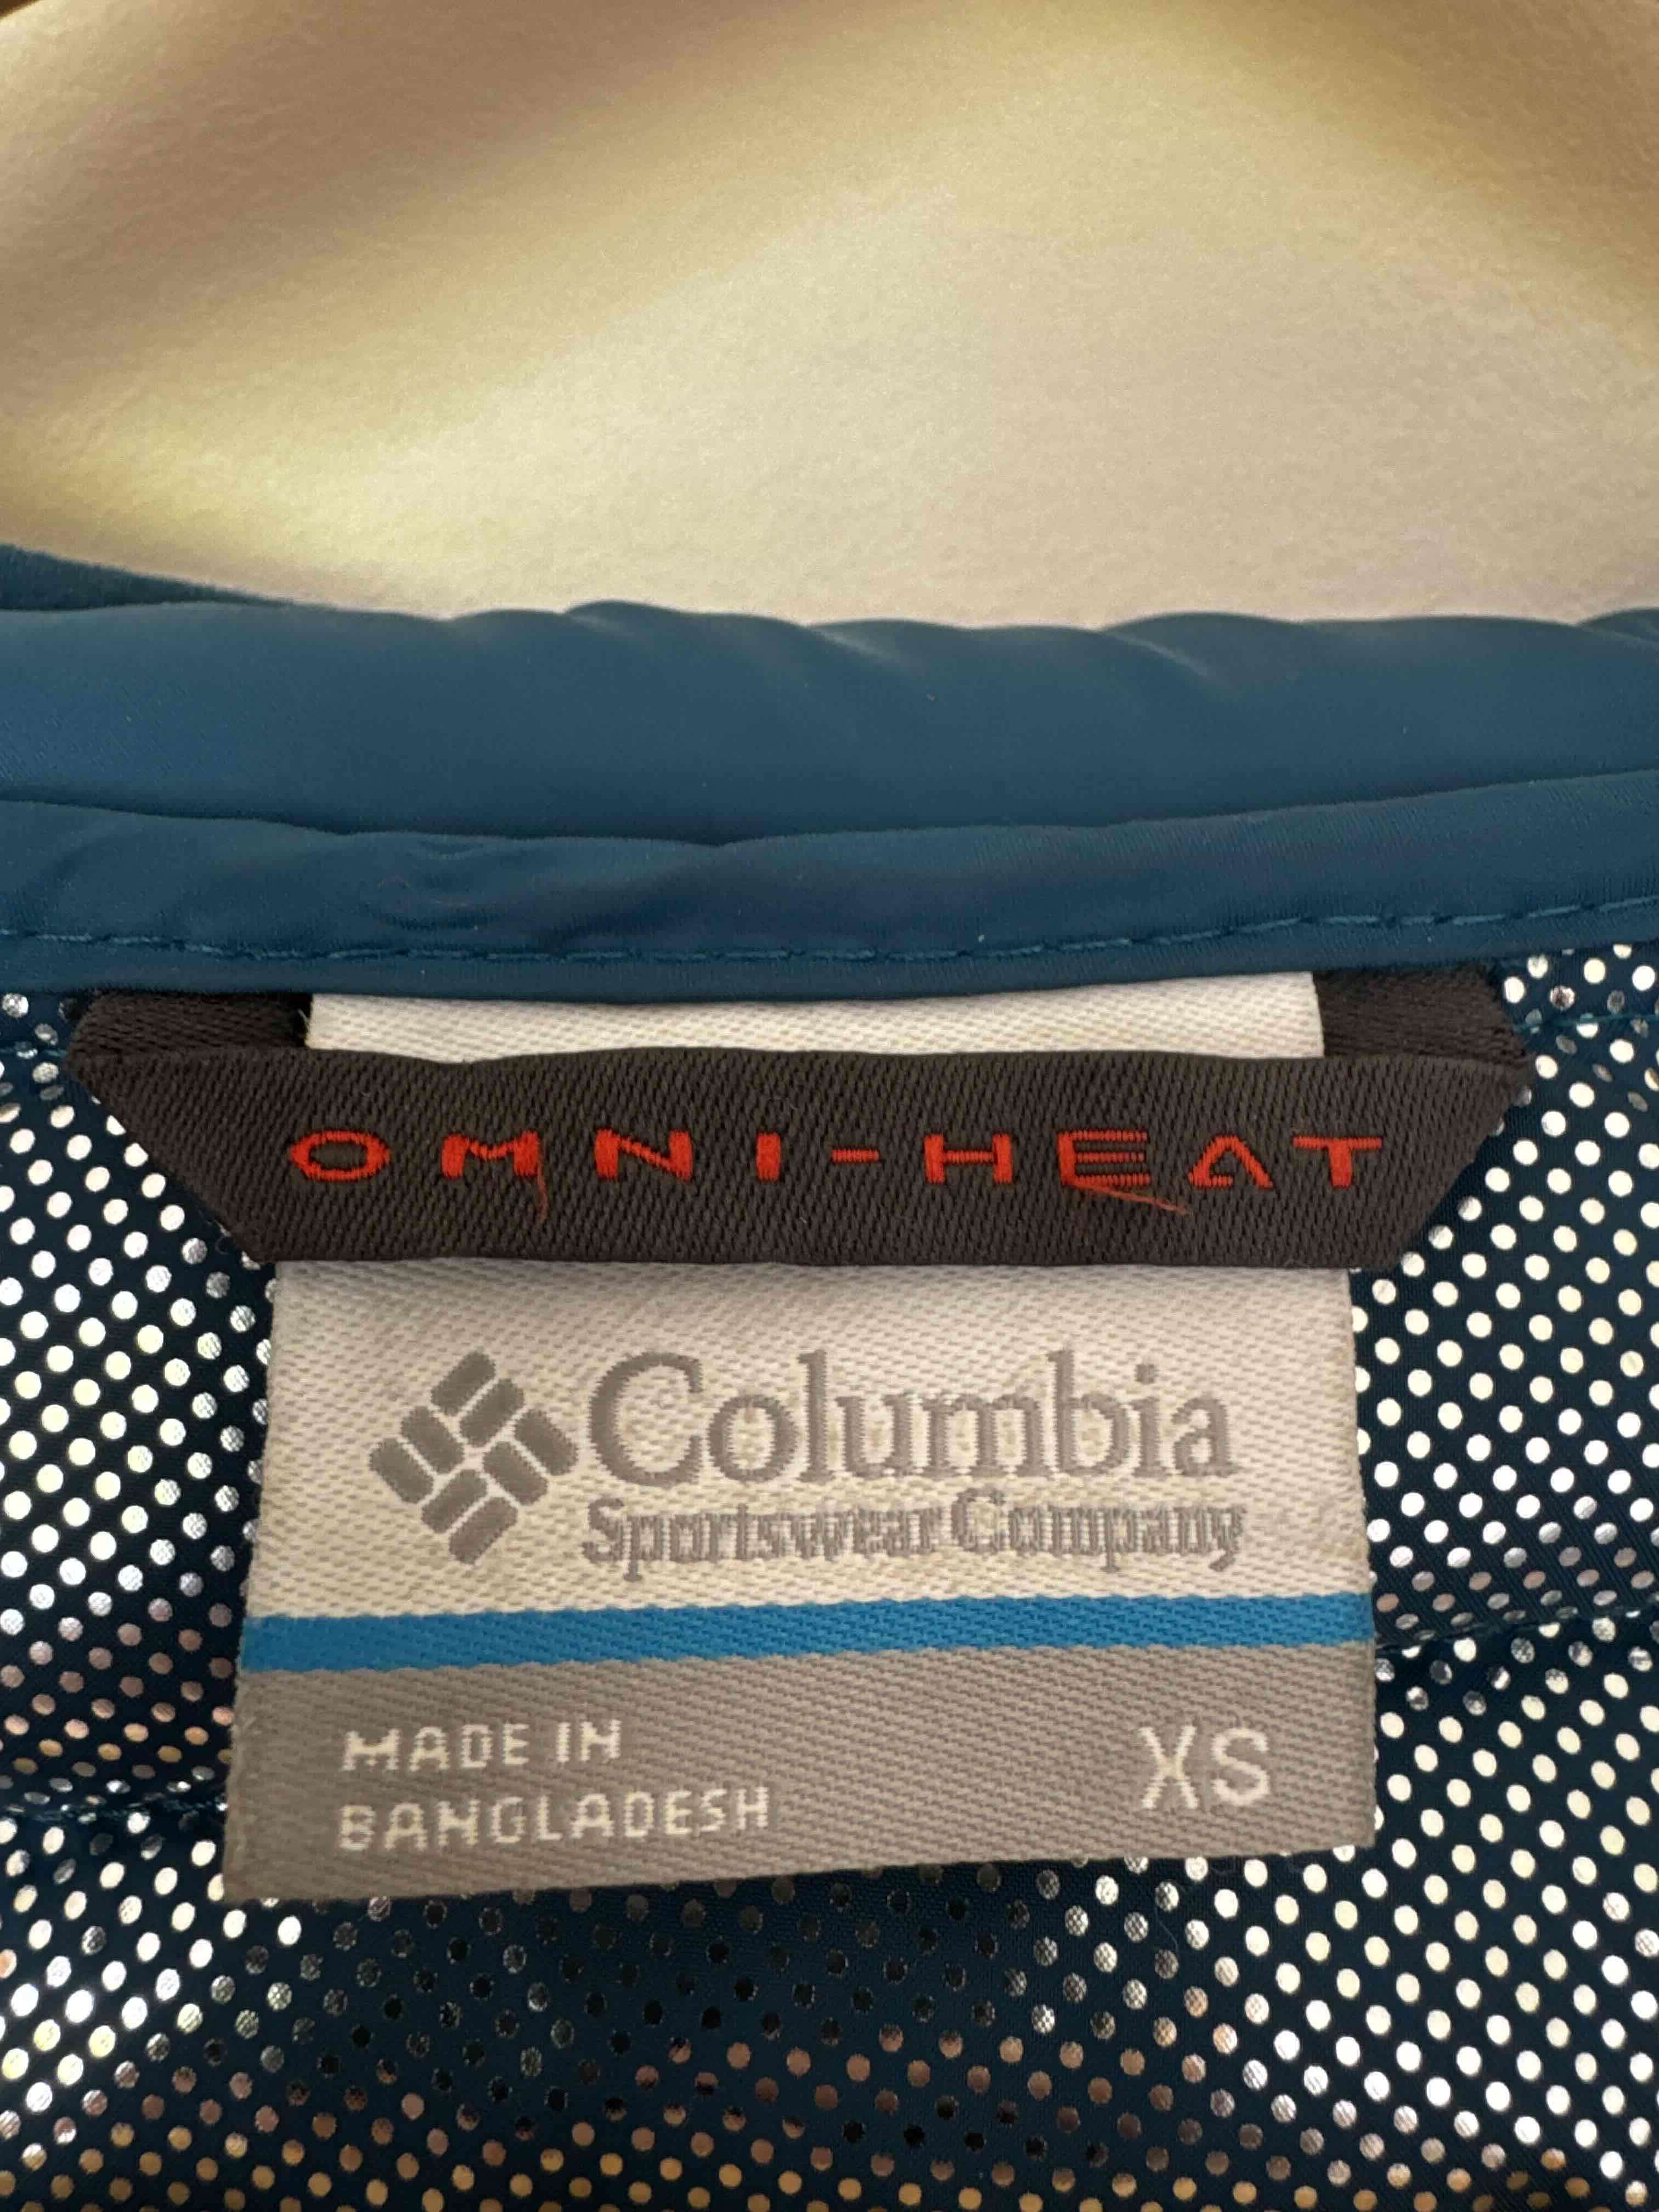 OMNI-HEAT
Columbia
Sportswear Company
MADE IN
BANGLADESH
XS